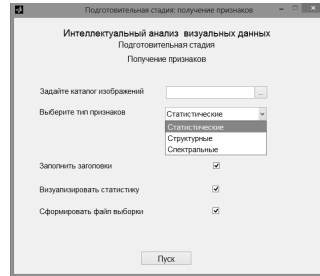 Подготовительная стадия: получение признаков
Интеллектуальный анализ визуальных данных
Подготовительная стадия
Получение признаков
Задайте каталог изображений
...
Выберите тип признаков
Статистические
Статистические
Структурные
Спектральные
Заполнить заголовки
Визуализировать статистику
Сформировать файл выборки
Пуск